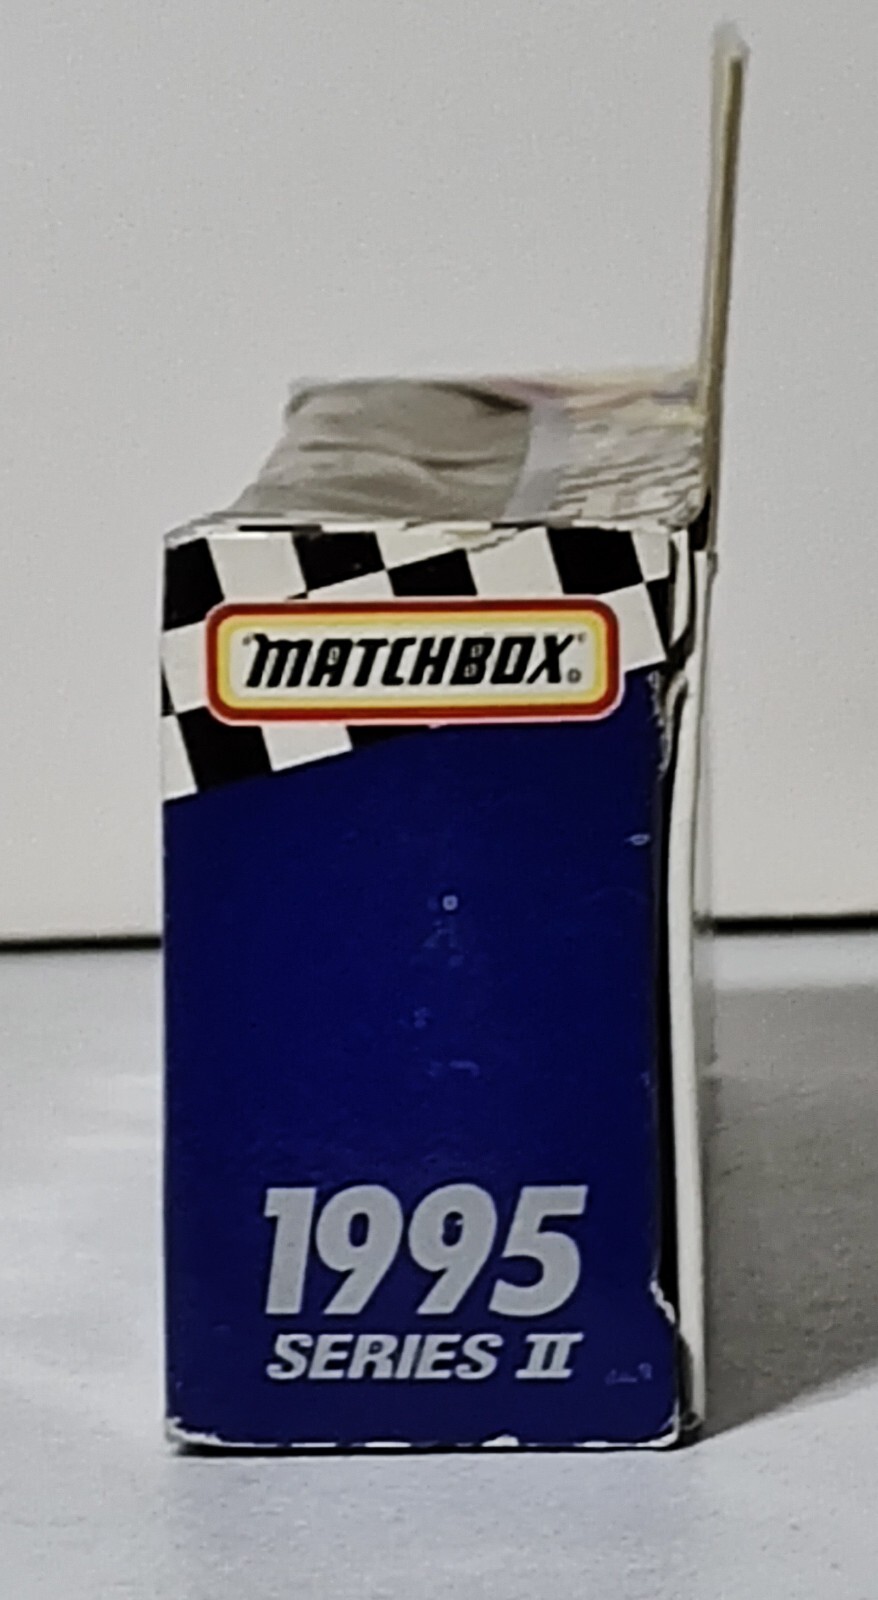 "MATCHBOX"®
1995
SERIES II